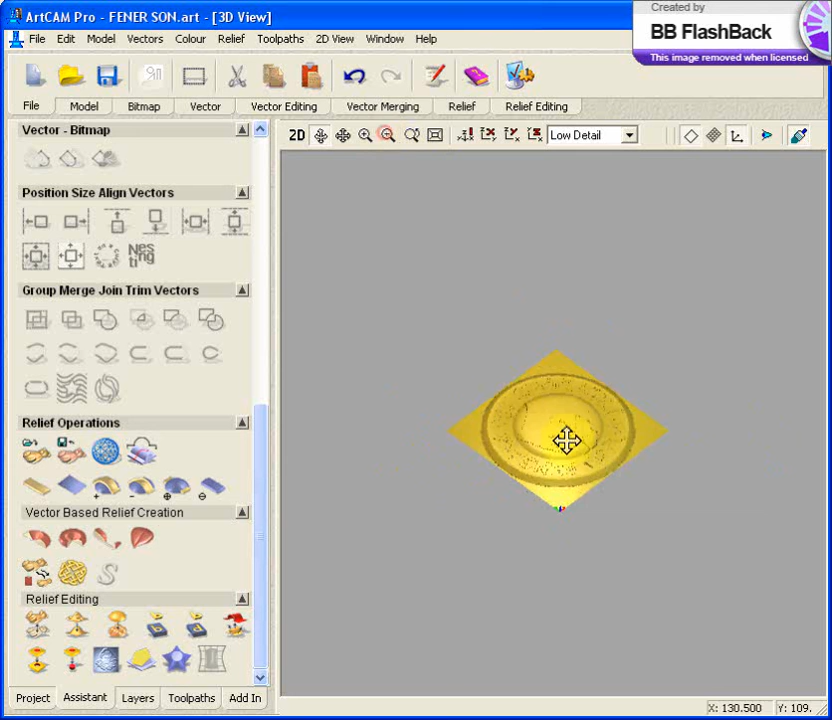 ArtCAM Pro - FENER SON.art - [3D View]
Created by
BB FlashBack
This image removed when licensed
File Edit Model Vectors Colour Relief Toolpaths 2D View Window Help
File Model Bitmap Vector Vector Editing Vector Merging Relief Relief Editing
Vector - Bitmap
2D Low Detail
Position Size Align Vectors
Nes
ti
Group Merge Join Trim Vectors
Relief Operations
Vector Based Relief Creation
Relief Editing
Project Assistant Layers Toolpaths Add In
X: 130.500 Y: 109.